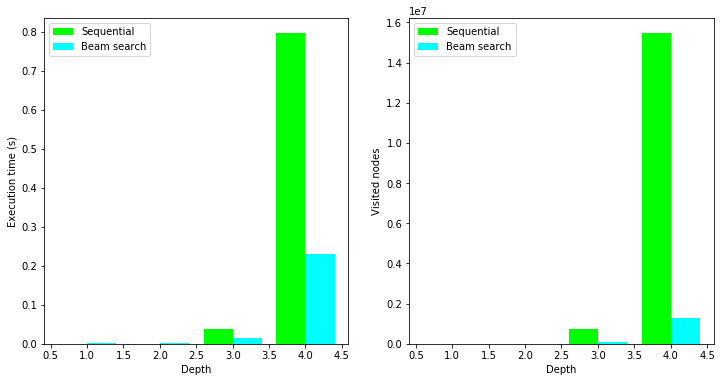 Sequential
Beam search
0.8
0.7
0.6
0.5
0.4
0.3
0.2
0.1
0.0
Execution time (s)
0.5 1.0 1.5 2.0 2.5 3.0 3.5 4.0 4.5
Depth
1e7
Sequential
Beam search
1.6
1.4
1.2
1.0
0.8
0.6
0.4
0.2
0.0
Visited nodes
0.5 1.0 1.5 2.0 2.5 3.0 3.5 4.0 4.5
Depth